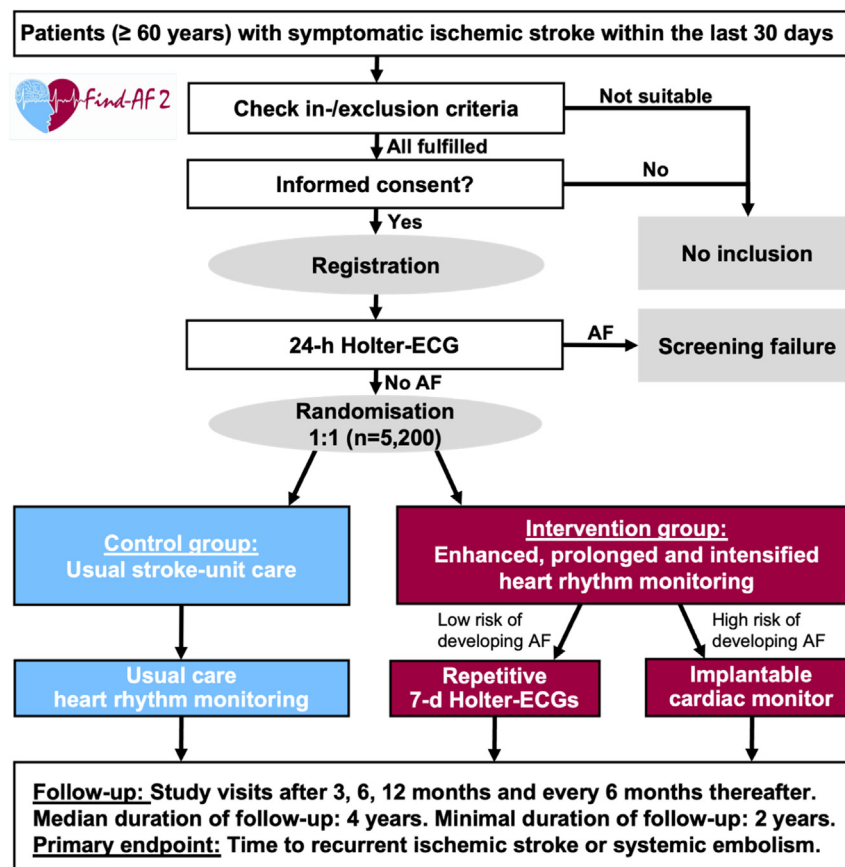 Patients (≥ 60 years) with symptomatic ischemic stroke within the last 30 days
Find-AF 2
Check in-/exclusion criteria
Not suitable
All fulfilled
Informed consent?
No
Yes
Registration
No inclusion
24-h Holter-ECG
AF
Screening failure
No AF
Randomisation
1:1 (n=5,200)
Control group:
Usual stroke-unit care
Intervention group:
Enhanced, prolonged and intensified
heart rhythm monitoring
Low risk of
developing AF
High risk of
developing AF
Usual care
heart rhythm monitoring
Repetitive
7-d Holter-ECGs
Implantable
cardiac monitor
Follow-up: Study visits after 3, 6, 12 months and every 6 months thereafter.
Median duration of follow-up: 4 years. Minimal duration of follow-up: 2 years.
Primary endpoint: Time to recurrent ischemic stroke or systemic embolism.